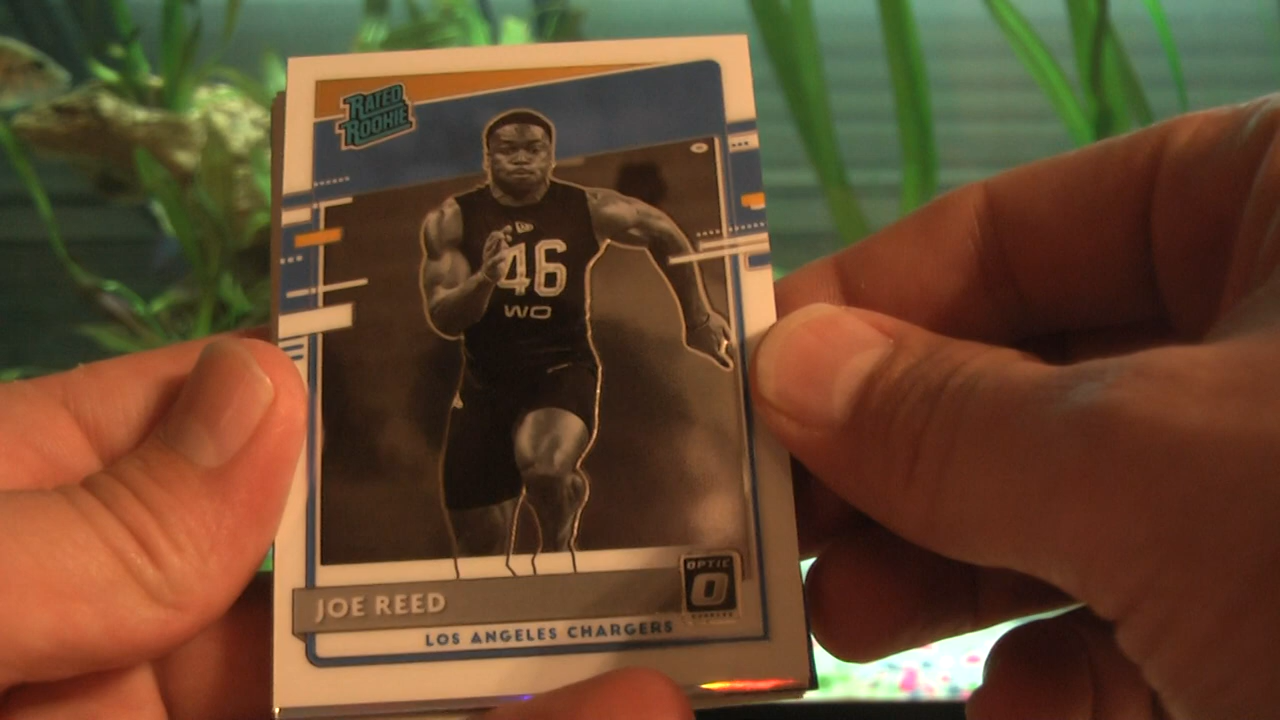 RATED
ROOKIE
46
WO
OPTIC
JOE REED
LOS ANGELES CHARGERS